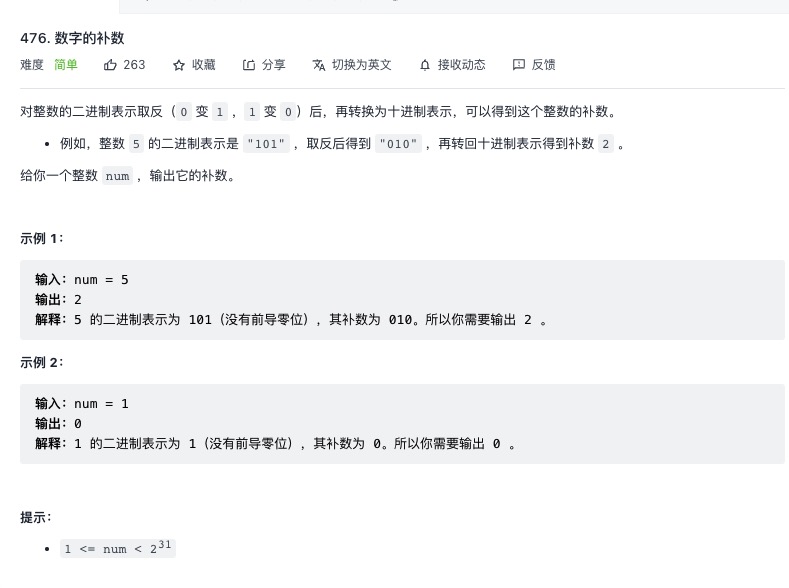 476. 数字的补数
难度 简单 263 收藏 分享 切换为英文 接收动态 反馈
对整数的二进制表示取反（0 变 1 ，1 变 0）后，再转换为十进制表示，可以得到这个整数的补数。
• 例如，整数 5 的二进制表示是 "101" ，取反后得到 "010" ，再转回十进制表示得到补数 2 。
给你一个整数 num ，输出它的补数。
示例 1：
输入：num = 5
输出：2
解释：5 的二进制表示为 101（没有前导零位），其补数为 010。所以你需要输出 2 。
示例 2：
输入：num = 1
输出：0
解释：1 的二进制表示为 1（没有前导零位），其补数为 0。所以你需要输出 0 。
提示：
• 1 <= num < 2³¹